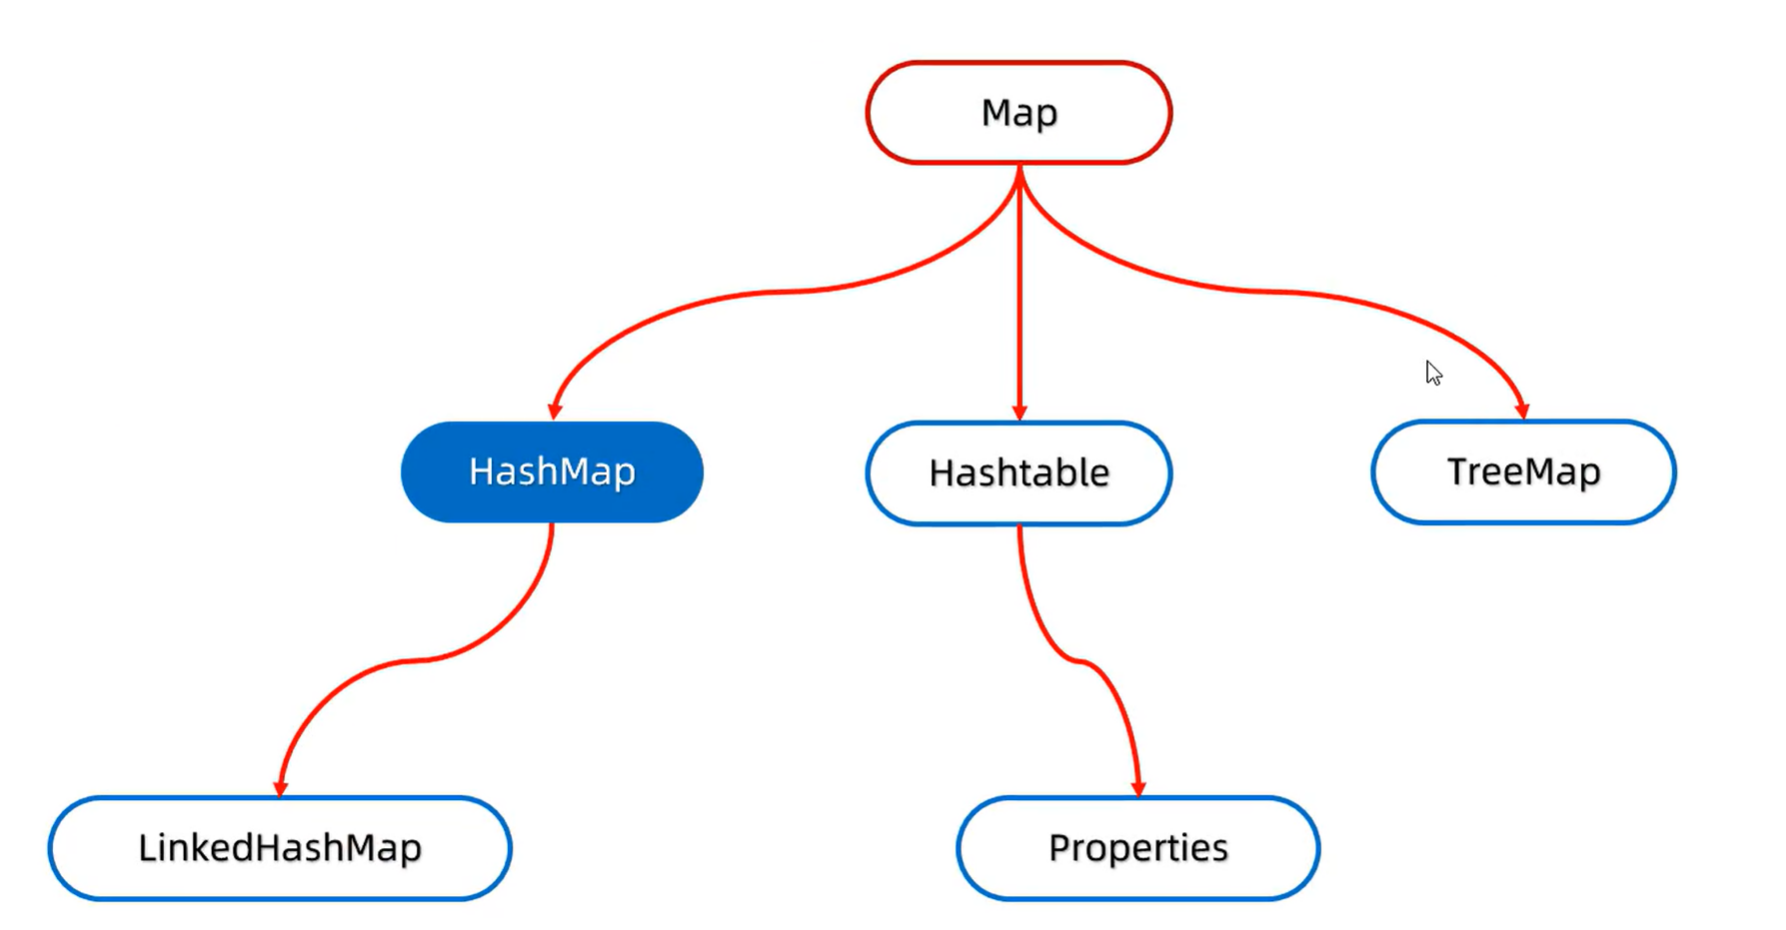 Map
HashMap
Hashtable
TreeMap
LinkedHashMap
Properties